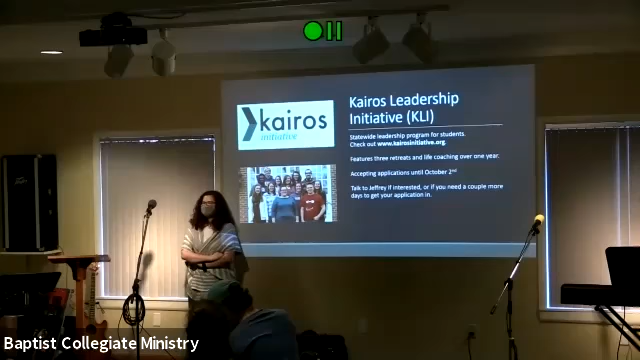 kairos
initiative
Kairos Leadership
Initiative (KLI)
Statewide leadership program for students.
Check out www.kairosinitiative.org.
Features three retreats and life coaching over one year.
Accepting applications until October 2nd
Talk to Jeffrey if interested, or if you need a couple more
days to get your application in.
Baptist Collegiate Ministry